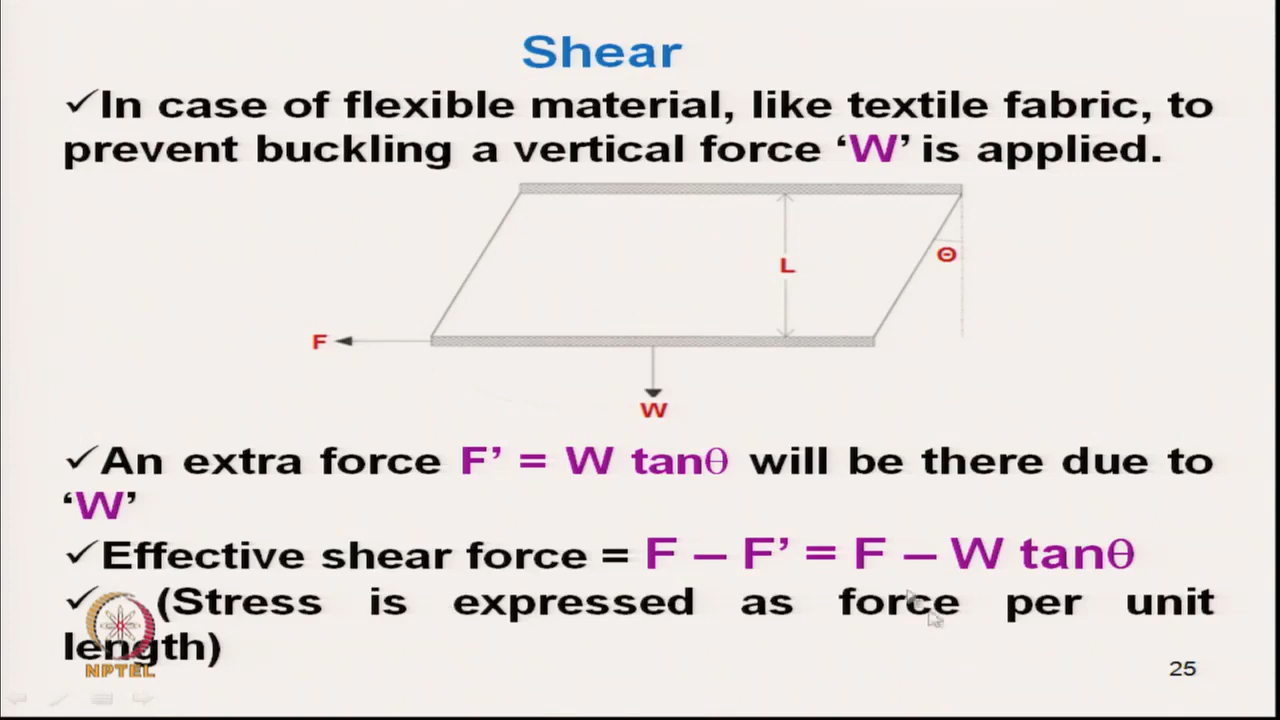 Shear
✓In case of flexible material, like textile fabric, to
prevent buckling a vertical force ‘W’ is applied.
L
Θ
F
W
✓An extra force F’ = W tanθ will be there due to
‘W’
✓Effective shear force = F – F’ = F – W tanθ
✓ (Stress is expressed as force per unit
length)
NPTEL
25